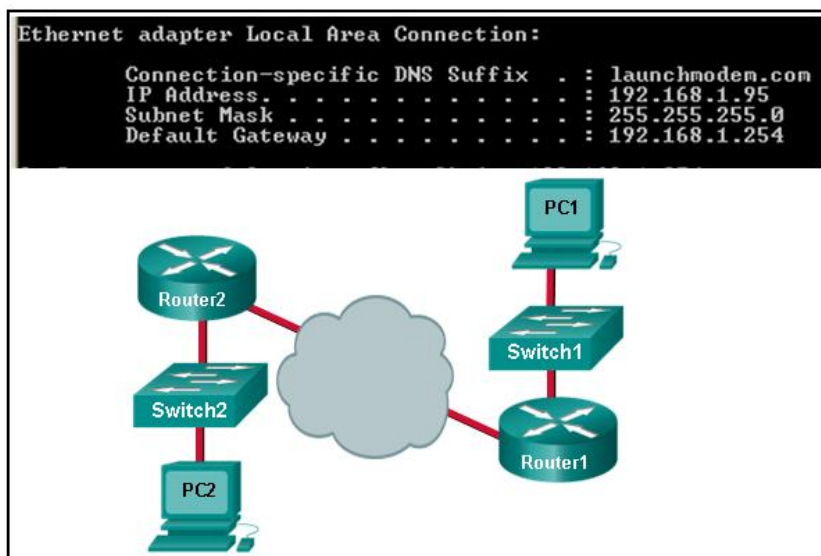 Ethernet adapter Local Area Connection:
Connection-specific DNS Suffix . : launchmodem.com
IP Address. . . . . . . . . . . . : 192.168.1.95
Subnet Mask . . . . . . . . . . . : 255.255.255.0
Default Gateway . . . . . . . . . : 192.168.1.254
PC1
Router2
Switch1
Switch2
Router1
PC2